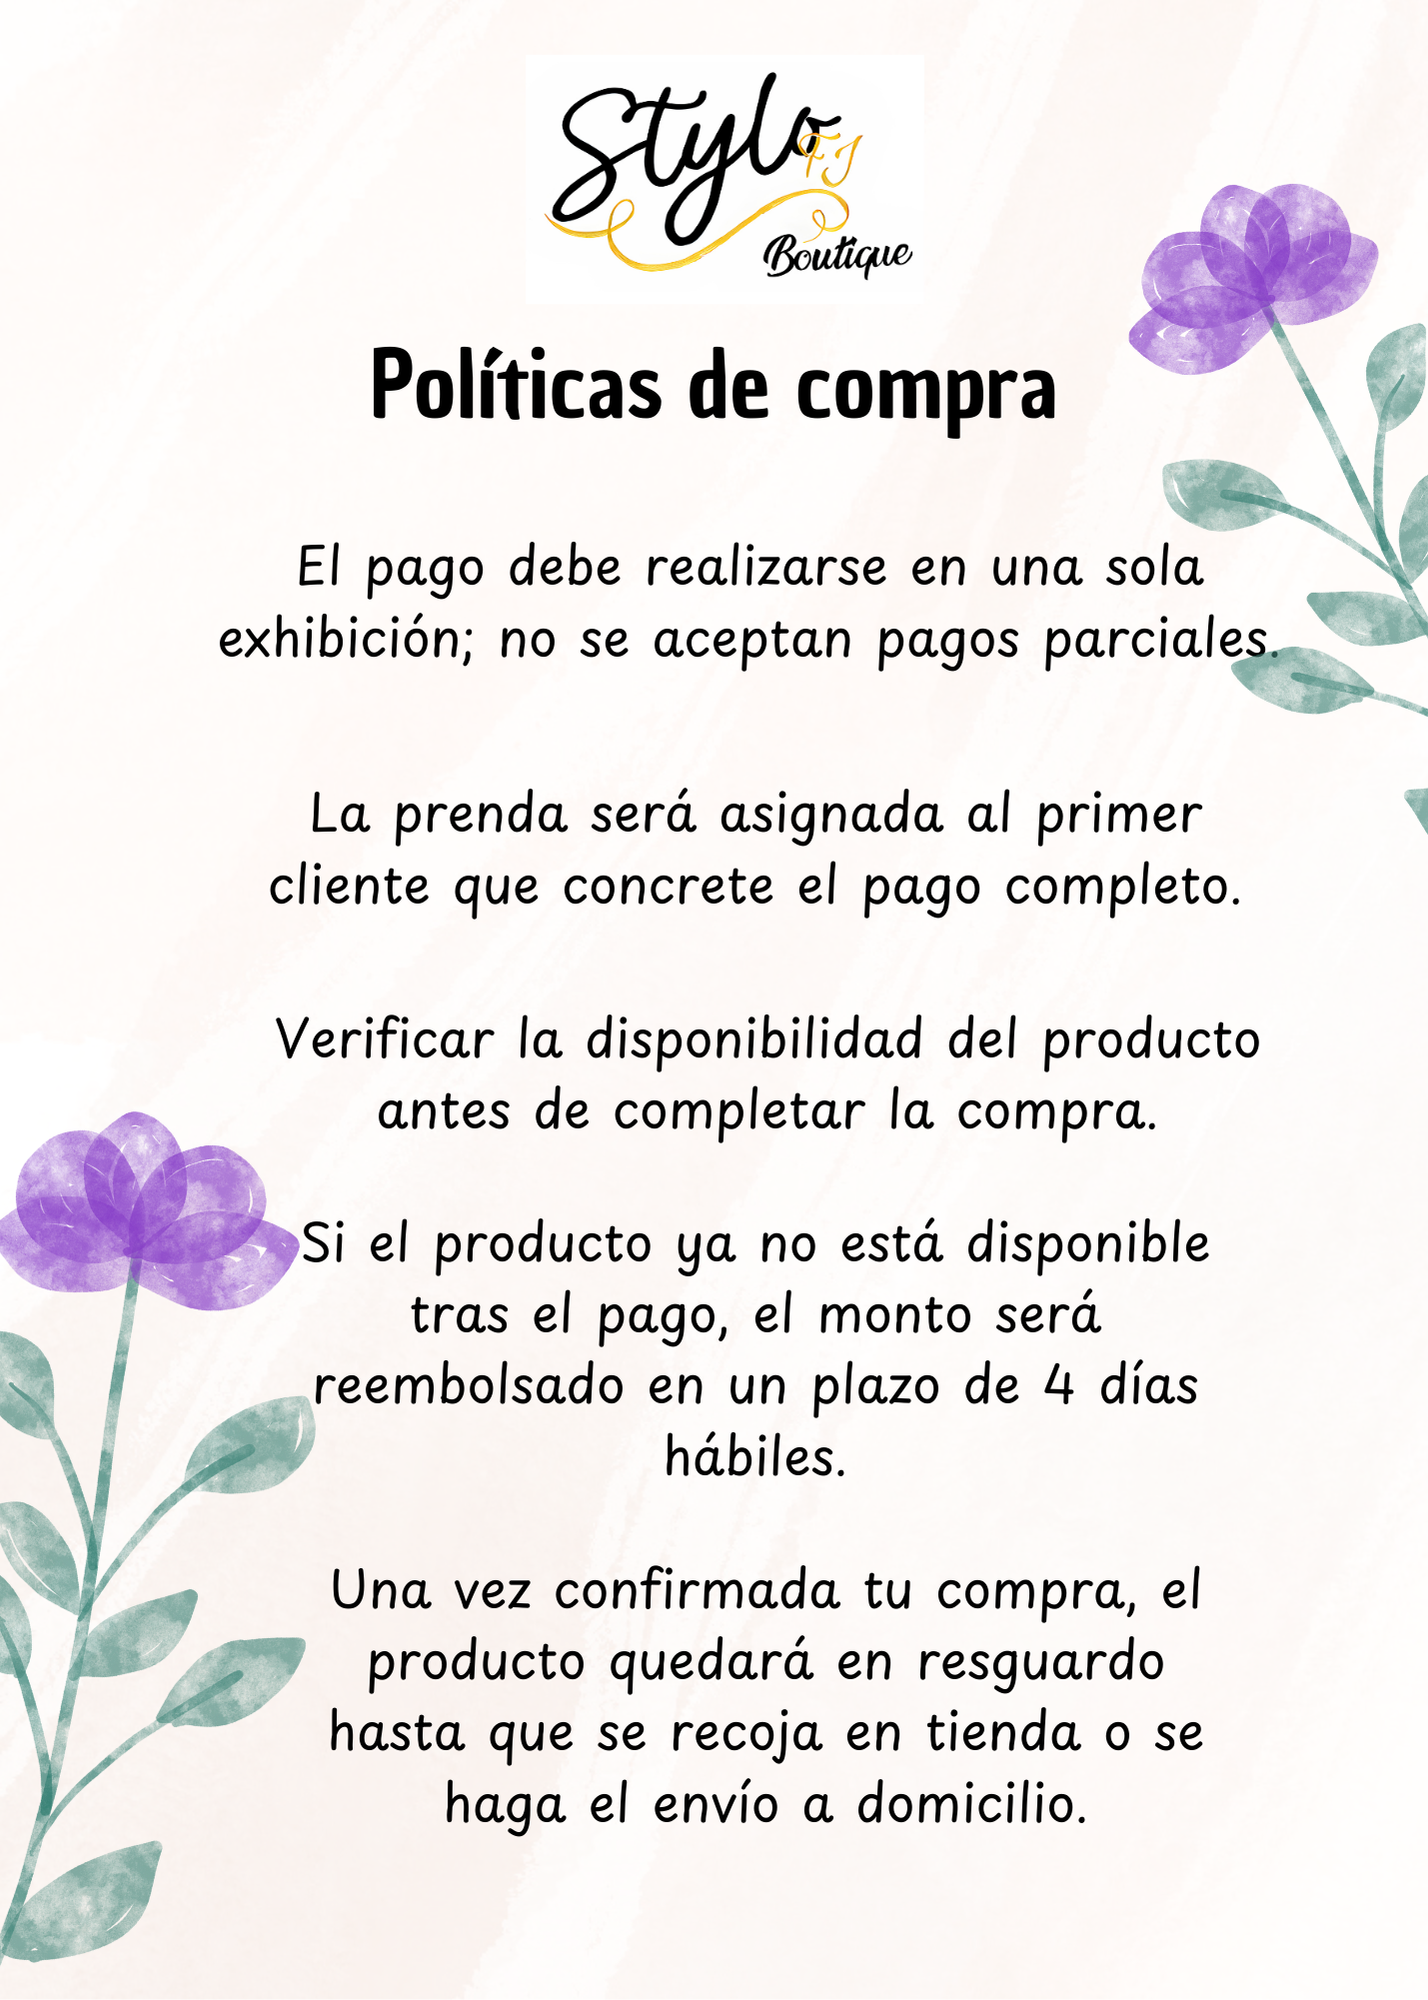 Stylo
FJ
Boutique
Políticas de compra
El pago debe realizarse en una sola
exhibición; no se aceptan pagos parciales.
La prenda será asignada al primer
cliente que concrete el pago completo.
Verificar la disponibilidad del producto
antes de completar la compra.
Si el producto ya no está disponible
tras el pago, el monto será
reembolsado en un plazo de 4 días
hábiles.
Una vez confirmada tu compra, el
producto quedará en resguardo
hasta que se recoja en tienda o se
haga el envío a domicilio.